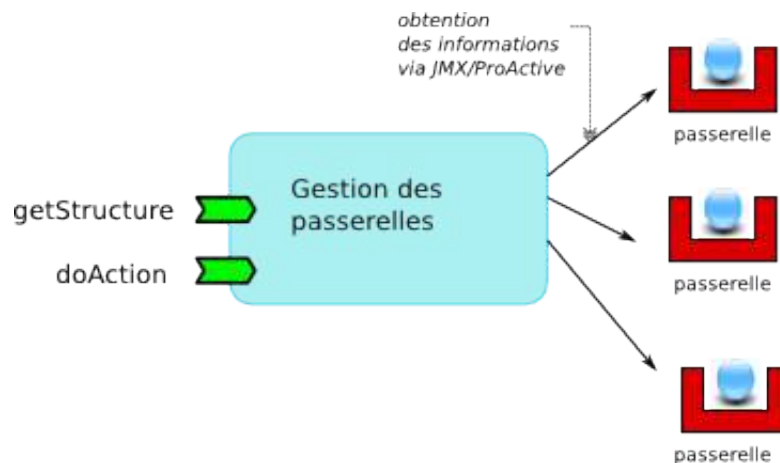 obtention
des informations
via JMX/ProActive
passerelle
Gestion des
passerelles
getStructure
doAction
passerelle
passerelle